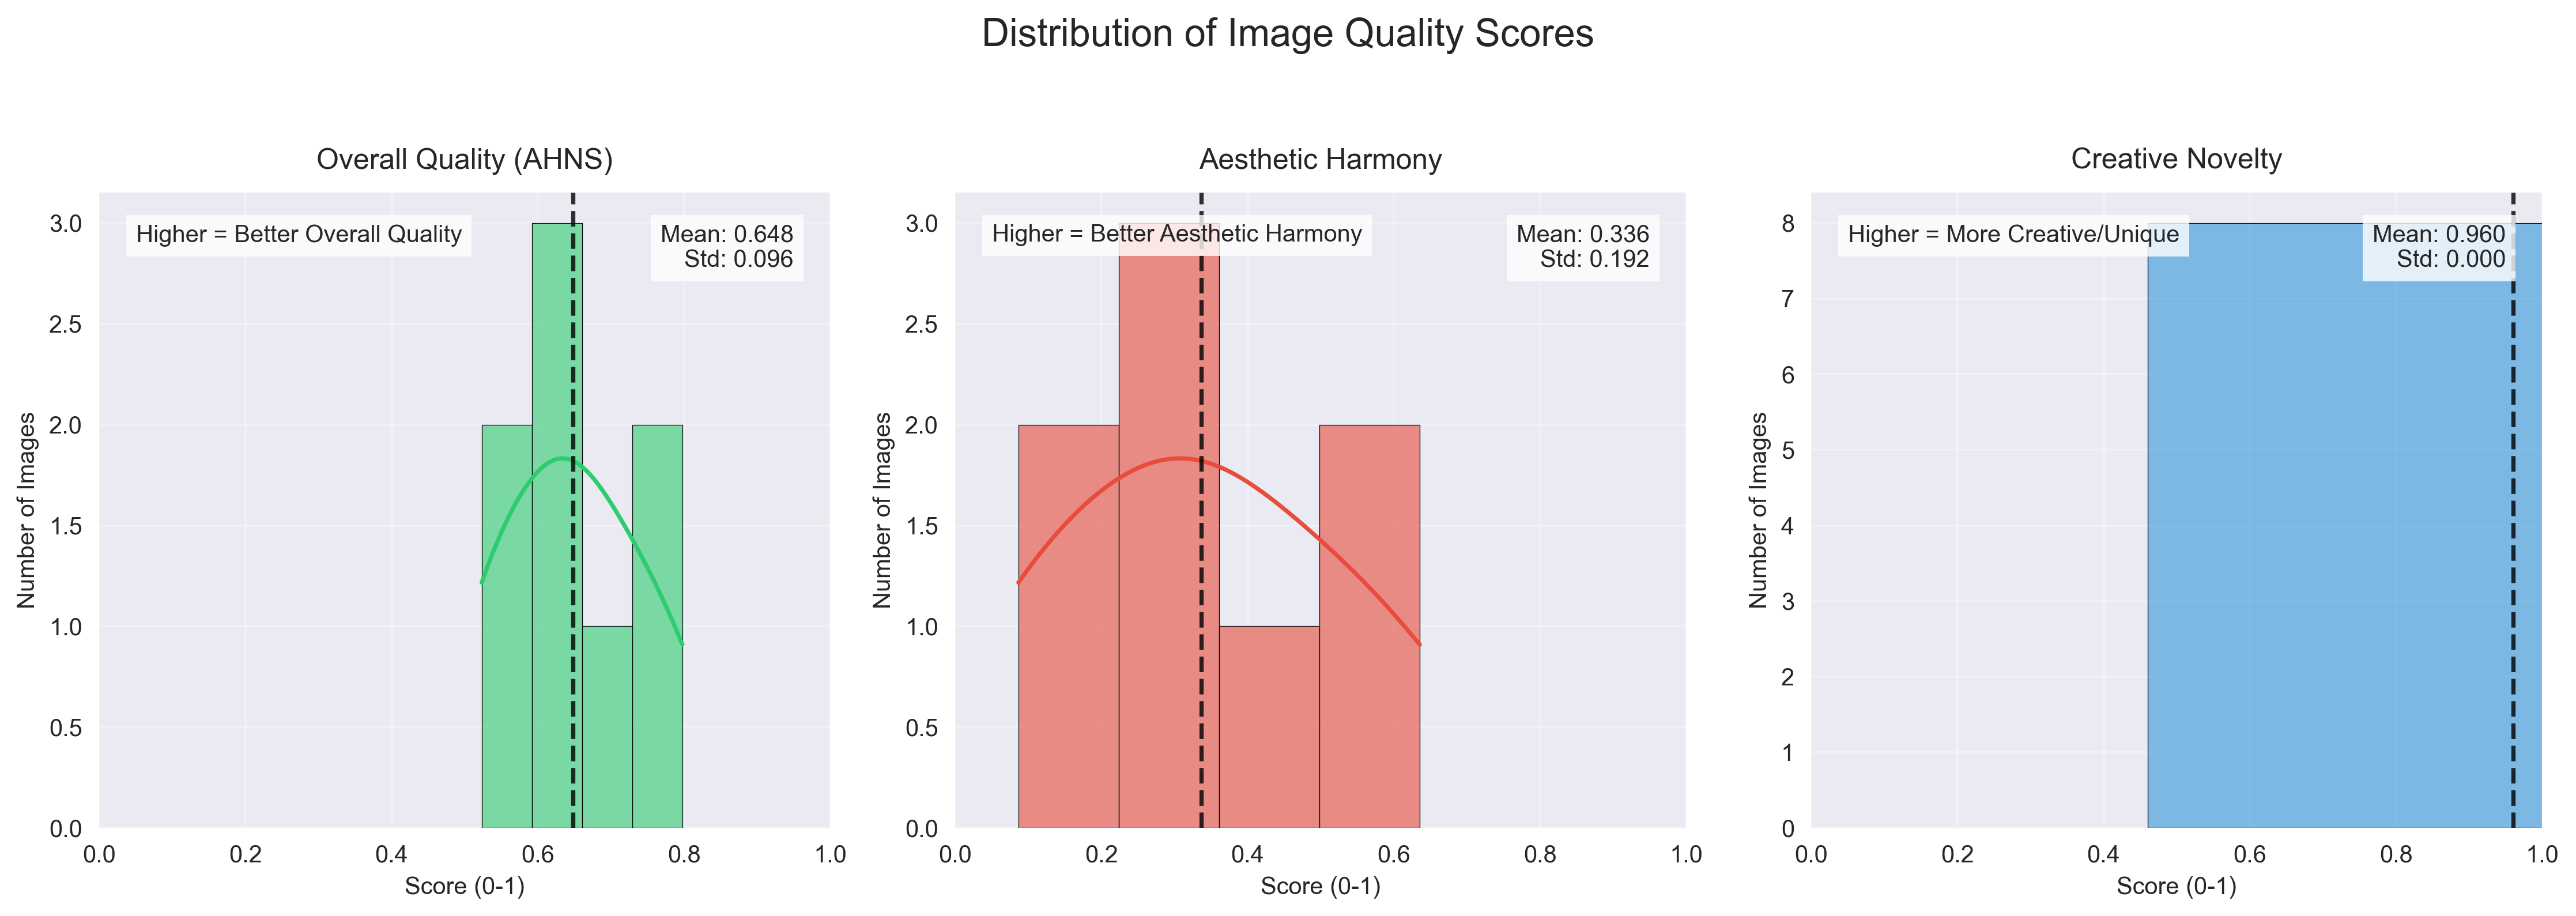 Distribution of Image Quality Scores
Overall Quality (AHNS)
Higher = Better Overall Quality
Mean: 0.648
Std: 0.096
Number of Images
3.0
2.5
2.0
1.5
1.0
0.5
0.0
0.0 0.2 0.4 0.6 0.8 1.0
Score (0-1)
Aesthetic Harmony
Higher = Better Aesthetic Harmony
Mean: 0.336
Std: 0.192
Number of Images
3.0
2.5
2.0
1.5
1.0
0.5
0.0
0.0 0.2 0.4 0.6 0.8 1.0
Score (0-1)
Creative Novelty
Higher = More Creative/Unique
Mean: 0.960
Std: 0.000
Number of Images
8
7
6
5
4
3
2
1
0
0.0 0.2 0.4 0.6 0.8 1.0
Score (0-1)